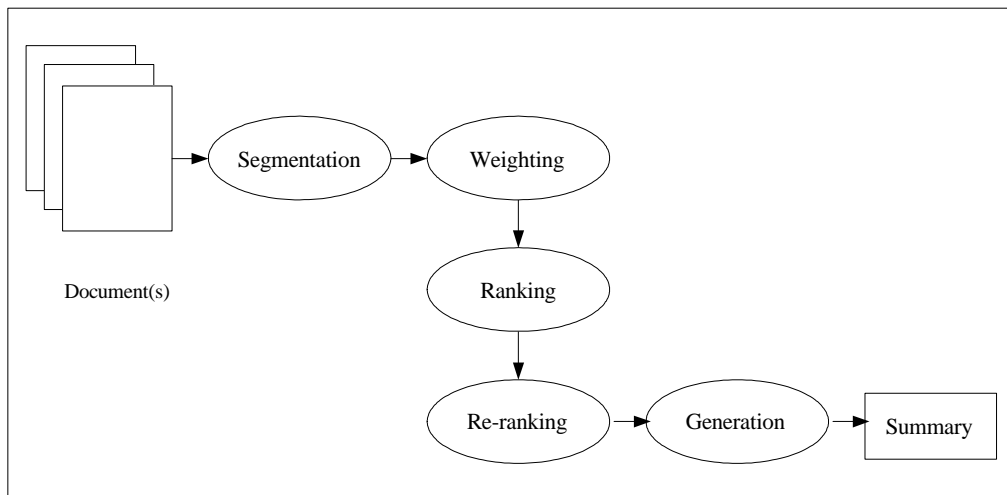 Segmentation
Weighting
Document(s)
Ranking
Re-ranking
Generation
Summary